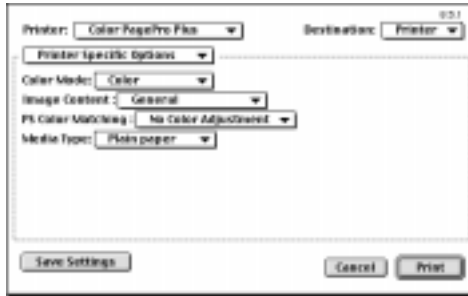 8.5.1
Printer: Color PagePro Plus Destination: Printer
Printer Specific Options
Color Mode: Color
Image Content: General
PS Color Matching: No Color Adjustment
Media Type: Plain paper
Save Settings Cancel Print